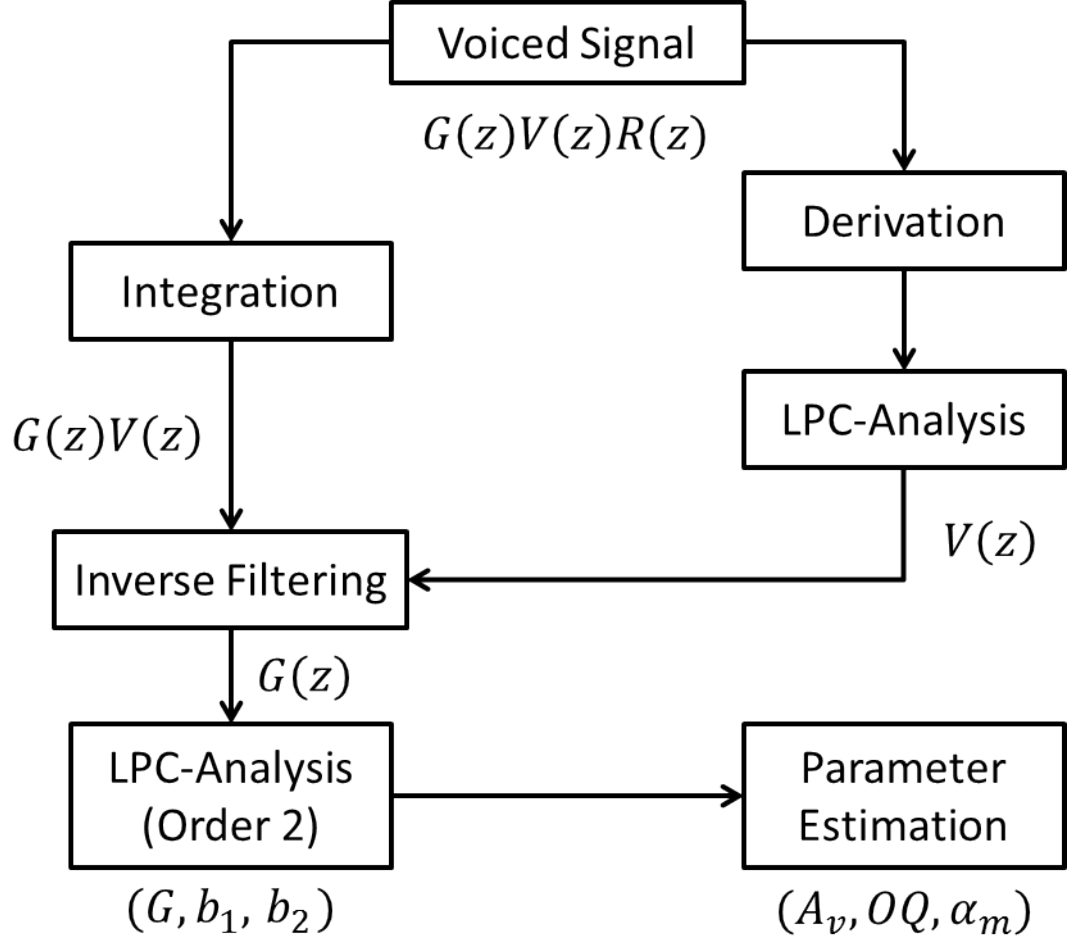 Voiced Signal
G(z)V(z)R(z)
Derivation
Integration
LPC-Analysis
G(z)V(z)
V(z)
Inverse Filtering
G(z)
LPC-Analysis
(Order 2)
Parameter
Estimation
(G, b₁, b₂)
(Aᵥ, OQ, αₘ)